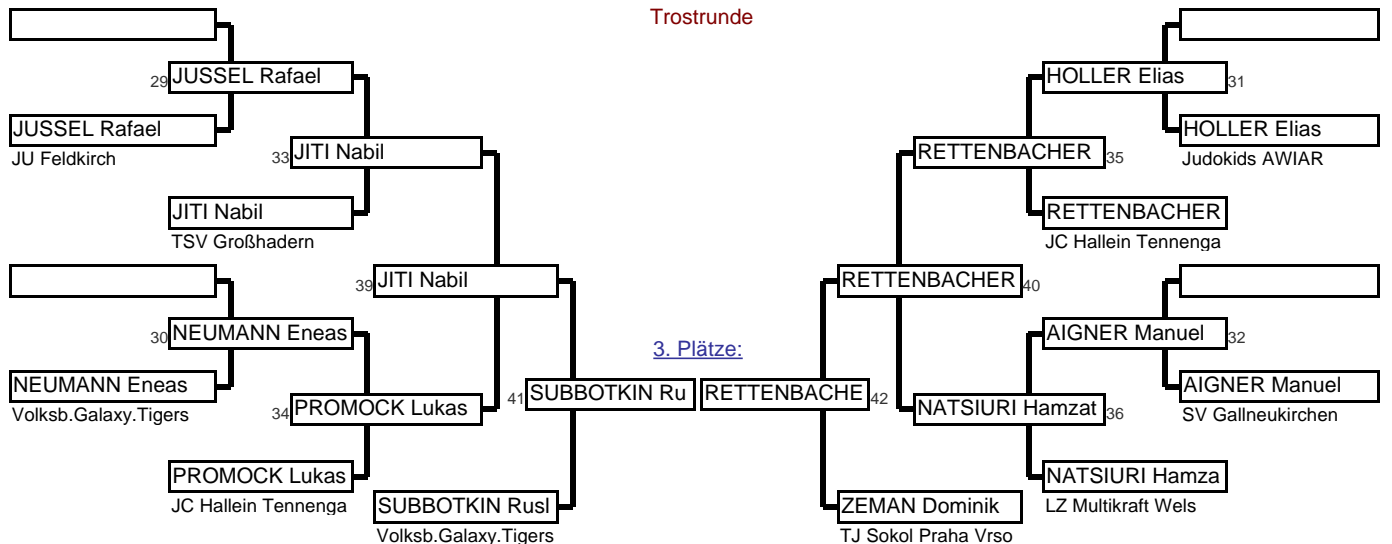 Trostrunde
29 JUSSEL Rafael
HOLLER Elias 31
JUSSEL Rafael
JU Feldkirch
HOLLER Elias
Judokids AWIAR
33 JITI Nabil
RETTENBACHER 35
JITI Nabil
TSV Großhadern
RETTENBACHER
JC Hallein Tennenga
39 JITI Nabil
RETTENBACHER 40
30 NEUMANN Eneas
AIGNER Manuel 32
3. Plätze:
NEUMANN Eneas
Volksb.Galaxy.Tigers
41 SUBBOTKIN Ru
RETTENBACHE 42
AIGNER Manuel
SV Gallneukirchen
34 PROMOCK Lukas
NATSIURI Hamzat 36
PROMOCK Lukas
JC Hallein Tennenga
NATSIURI Hamza
LZ Multikraft Wels
SUBBOTKIN Rusl
Volksb.Galaxy.Tigers
ZEMAN Dominik
TJ Sokol Praha Vrso